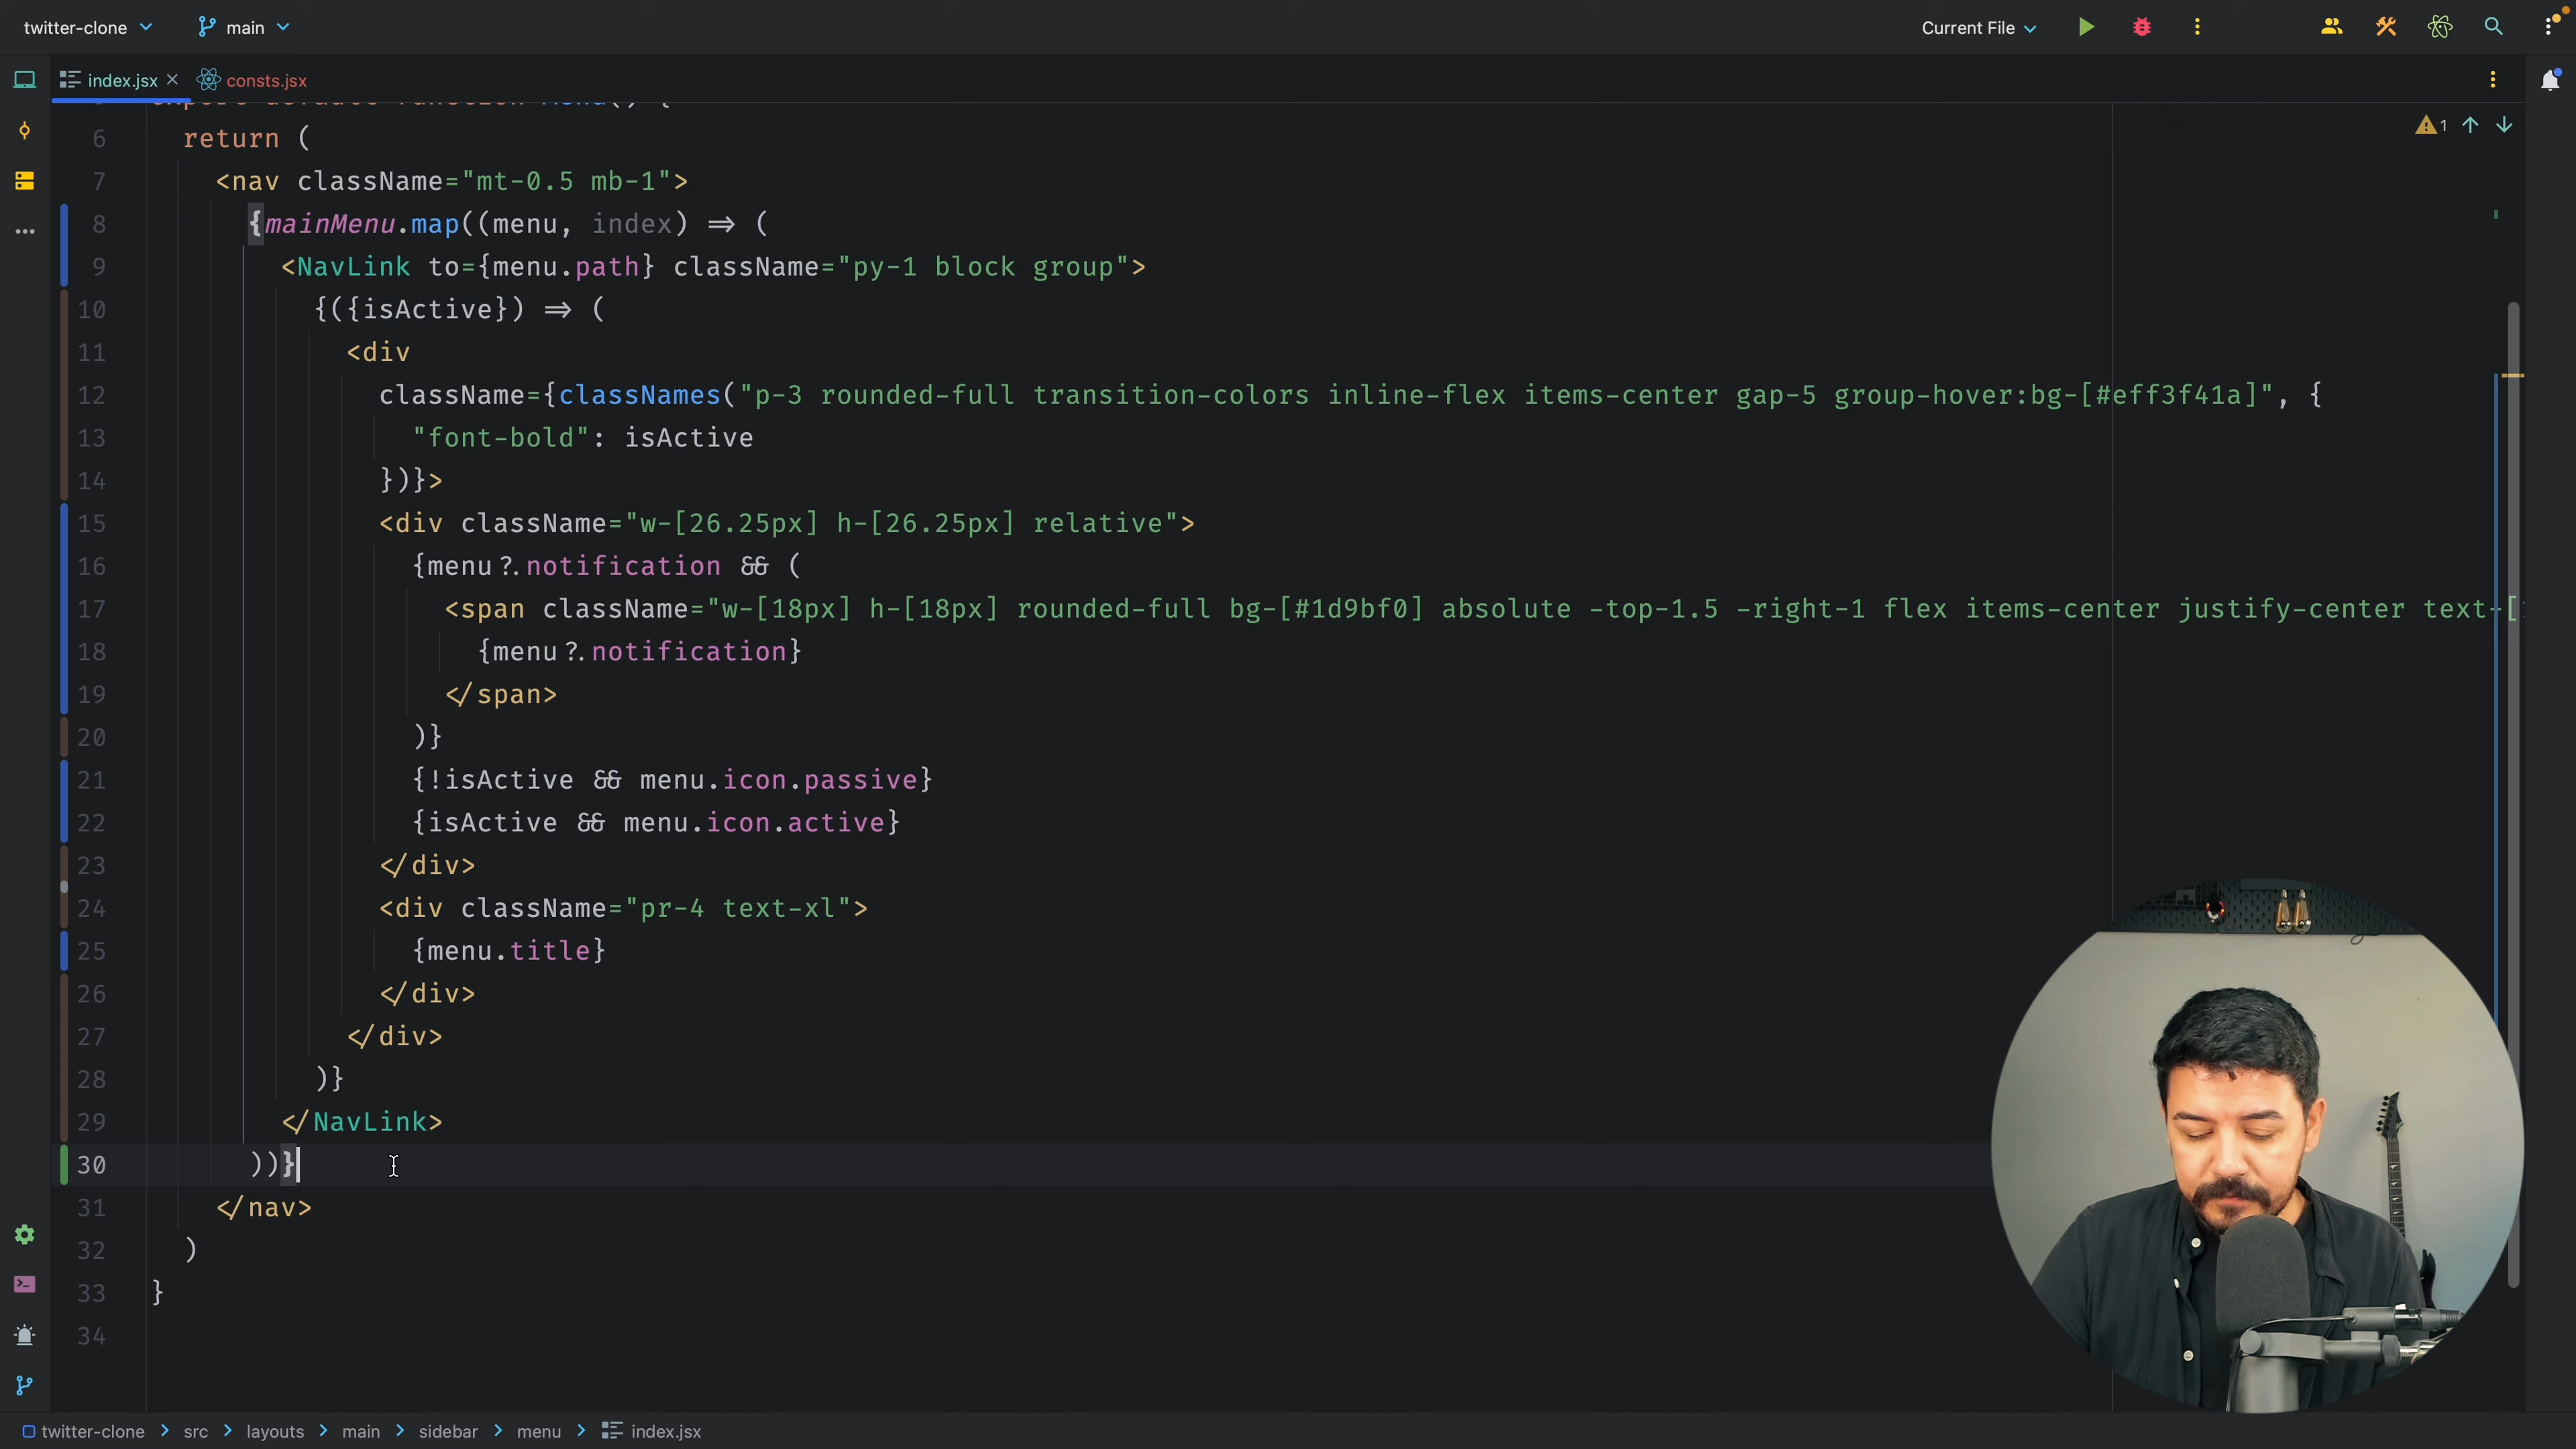 twitter-clone main Current File
index.jsx consts.jsx
1
6 return (
7 <nav className="mt-0.5 mb-1">
8 {mainMenu.map((menu, index) => (
9 <NavLink to={menu.path} className="py-1 block group">
10 {({isActive}) => (
11 <div
12 className={classNames("p-3 rounded-full transition-colors inline-flex items-center gap-5 group-hover:bg-[#eff3f41a]", {
13 "font-bold": isActive
14 })}>
15 <div className="w-[26.25px] h-[26.25px] relative">
16 {menu?.notification && (
17 <span className="w-[18px] h-[18px] rounded-full bg-[#1d9bf0] absolute -top-1.5 -right-1 flex items-center justify-center text-[
18 {menu?.notification}
19 </span>
20 )}
21 {!isActive && menu.icon.passive}
22 {isActive && menu.icon.active}
23 </div>
24 <div className="pr-4 text-xl">
25 {menu.title}
26 </div>
27 </div>
28 )}
29 </NavLink>
30 ))}
31 </nav>
32 )
33 }
34
twitter-clone > src > layouts > main > sidebar > menu > index.jsx